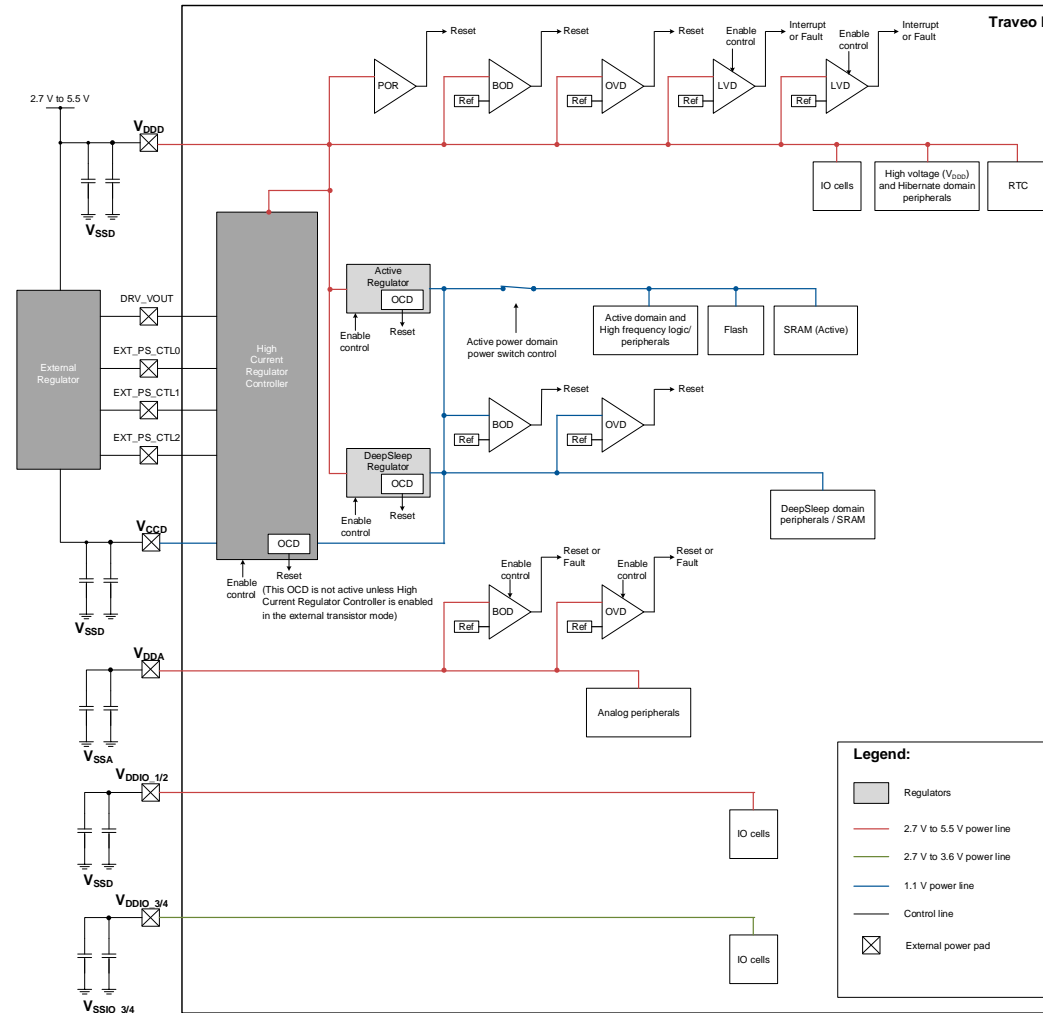 Traveo I
Reset
Reset
Reset
Enable
control
Interrupt
or Fault
Enable
control
Interrupt
or Fault
POR
BOD
OVD
LVD
LVD
Ref
Ref
Ref
Ref
2.7 V to 5.5 V
VDDD
VSSD
IO cells
High voltage (VDDD)
and Hibernate domain
peripherals
RTC
External
Regulator
DRV_VOUT
EXT_PS_CTL0
EXT_PS_CTL1
EXT_PS_CTL2
High
Current
Regulator
Controller
Active
Regulator
OCD
Enable
control
Reset
Active power domain
power switch control
Active domain and
High frequency logic/
peripherals
Flash
SRAM (Active)
BOD
Ref
Reset
OVD
Ref
Reset
DeepSleep
Regulator
OCD
Enable
control
Reset
DeepSleep domain
peripherals / SRAM
VCCD
VSSD
OCD
Enable
control
Reset
(This OCD is not active unless High
Current Regulator Controller is enabled
in the external transistor mode)
Enable
control
Reset or
Fault
Enable
control
Reset or
Fault
BOD
Ref
OVD
Ref
VDDA
VSSA
Analog peripherals
VDDIO_1/2
VSSD
IO cells
VDDIO_3/4
VSSIO_3/4
IO cells
Legend:
Regulators
2.7 V to 5.5 V power line
2.7 V to 3.6 V power line
1.1 V power line
Control line
External power pad